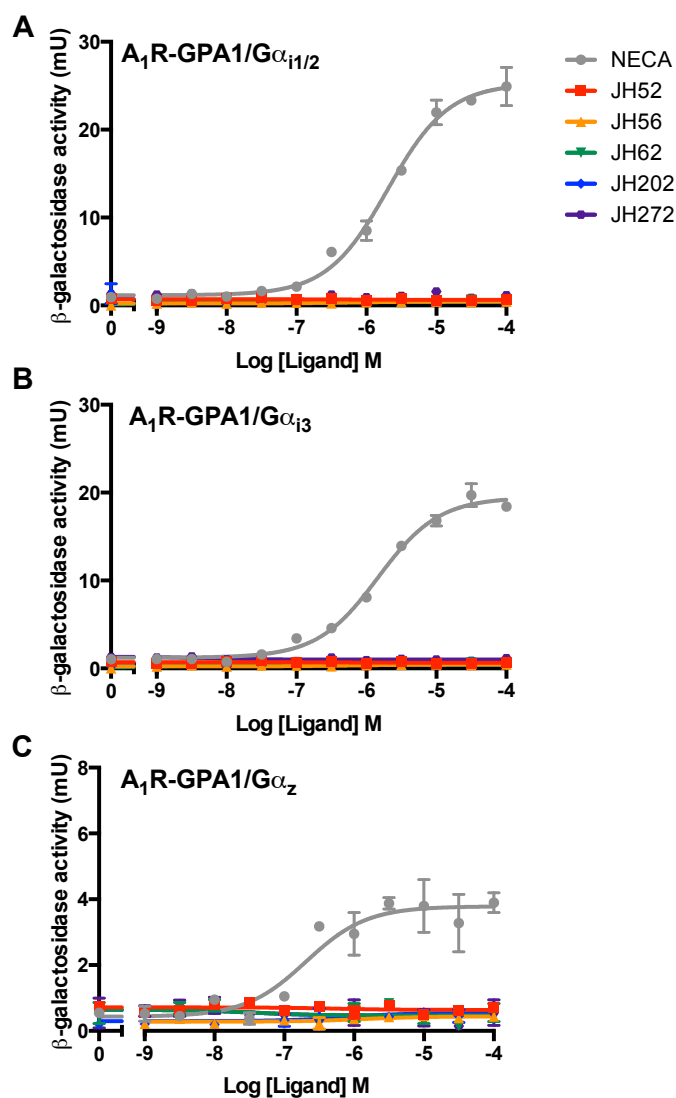 A
A₁R-GPA1/Gαi1/2
β-galactosidase activity (mU)
30
20
10
0
0 -9 -8 -7 -6 -5 -4
Log [Ligand] M
NECA
JH52
JH56
JH62
JH202
JH272
B
A₁R-GPA1/Gαi3
β-galactosidase activity (mU)
30
20
10
0
0 -9 -8 -7 -6 -5 -4
Log [Ligand] M
C
A₁R-GPA1/Gαz
β-galactosidase activity (mU)
8
6
4
2
0
0 -9 -8 -7 -6 -5 -4
Log [Ligand] M